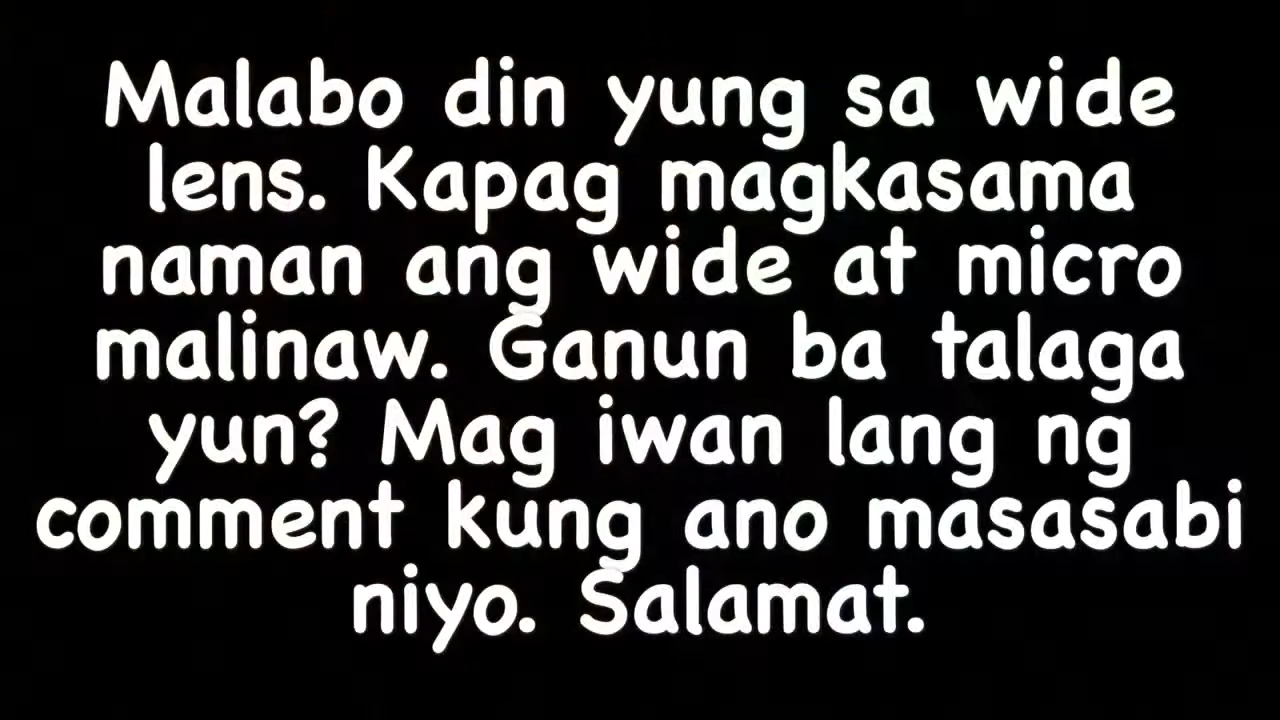 Malabo din yung sa wide
lens. Kapag magkasama
naman ang wide at micro
malinaw. Ganun ba talaga
yun? Mag iwan lang ng
comment kung ano masasabi
niyo. Salamat.